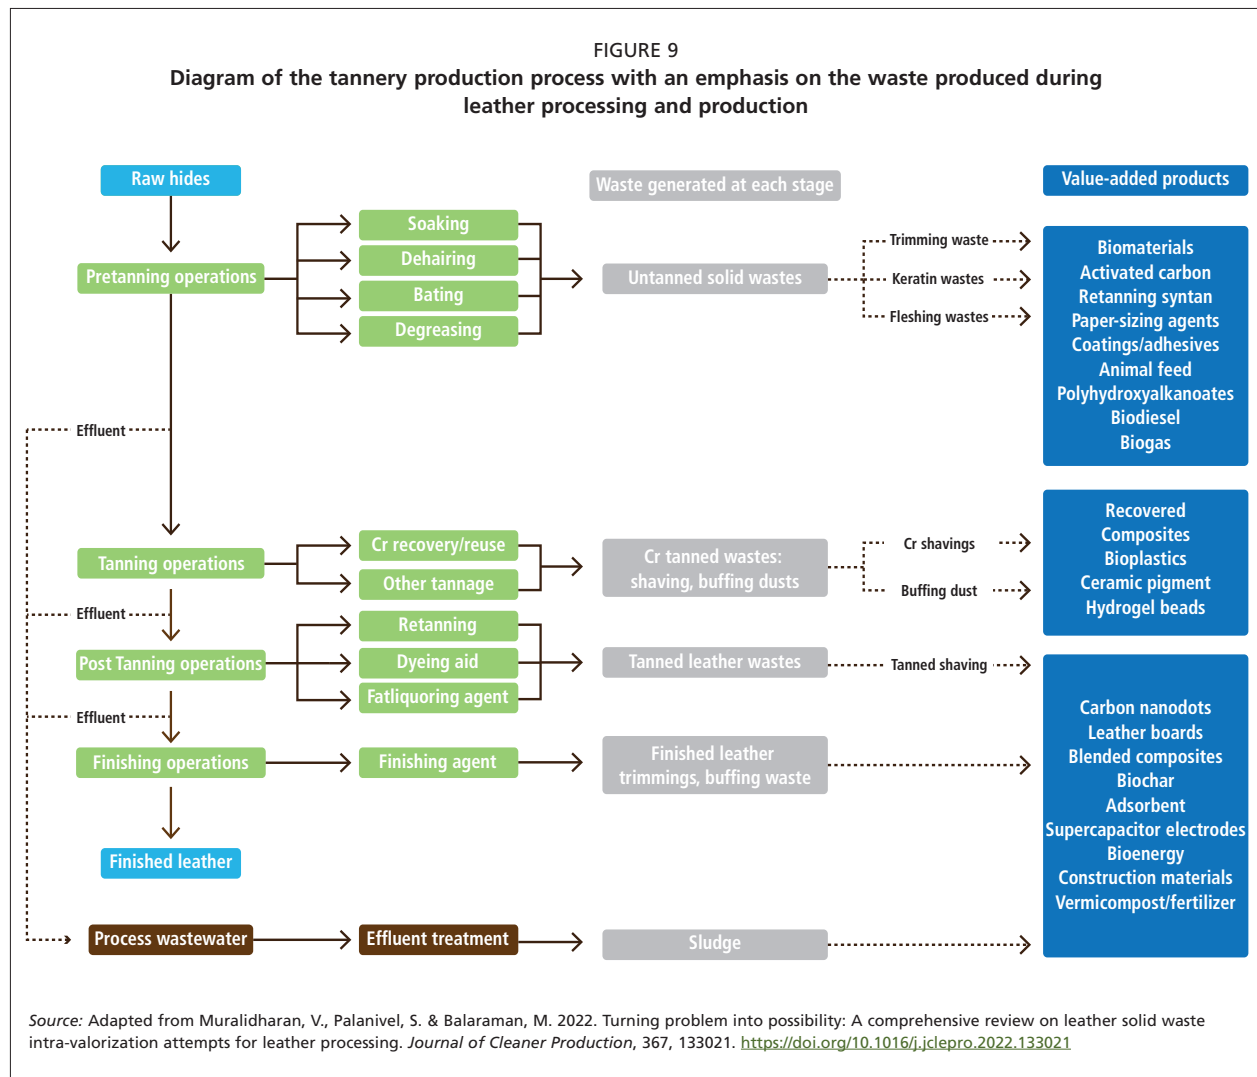 FIGURE 9
Diagram of the tannery production process with an emphasis on the waste produced during
leather processing and production
Raw hides
Waste generated at each stage
Value-added products
Pretanning operations
Soaking
Dehairing
Bating
Degreasing
Untanned solid wastes
Trimming waste
Keratin wastes
Fleshing wastes
Biomaterials
Activated carbon
Retanning syntan
Paper-sizing agents
Coatings/adhesives
Animal feed
Polyhydroxyalkanoates
Biodiesel
Biogas
Effluent
Tanning operations
Cr recovery/reuse
Other tannage
Cr tanned wastes:
shaving, buffing dusts
Cr shavings
Buffing dust
Recovered
Composites
Bioplastics
Ceramic pigment
Hydrogel beads
Effluent
Post Tanning operations
Retanning
Dyeing aid
Fatliquoring agent
Tanned leather wastes
Tanned shaving
Effluent
Finishing operations
Finishing agent
Finished leather
trimmings, buffing waste
Carbon nanodots
Leather boards
Blended composites
Biochar
Adsorbent
Supercapacitor electrodes
Bioenergy
Construction materials
Vermicompost/fertilizer
Finished leather
Process wastewater
Effluent treatment
Sludge
Source: Adapted from Muralidharan, V., Palanivel, S. & Balaraman, M. 2022. Turning problem into possibility: A comprehensive review on leather solid waste
intra-valorization attempts for leather processing. Journal of Cleaner Production, 367, 133021. https://doi.org/10.1016/j.jclepro.2022.133021